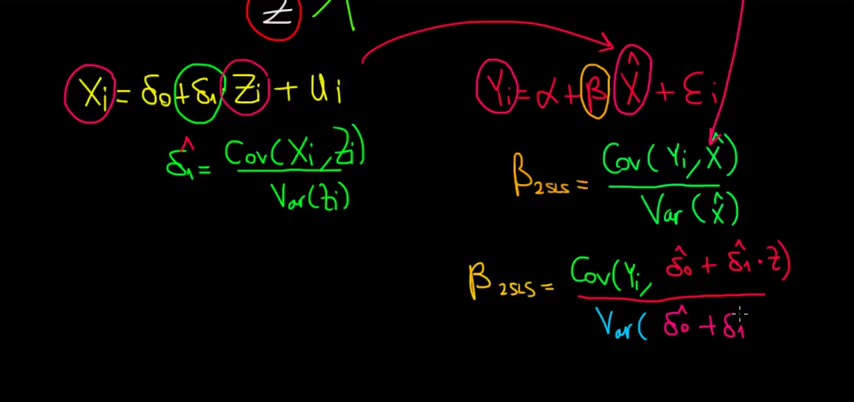 Z
Xi = δ0 + δ1 Zi + Ui
Yi = α + β X̂ + εi
δ̂1 = Cov(Xi, Zi) / Var(Zi)
β2SLS = Cov(Yi, X̂) / Var(X̂)
β2SLS = Cov(Yi, δ̂0 + δ̂1 · Z) / Var( δ̂0 + δ1